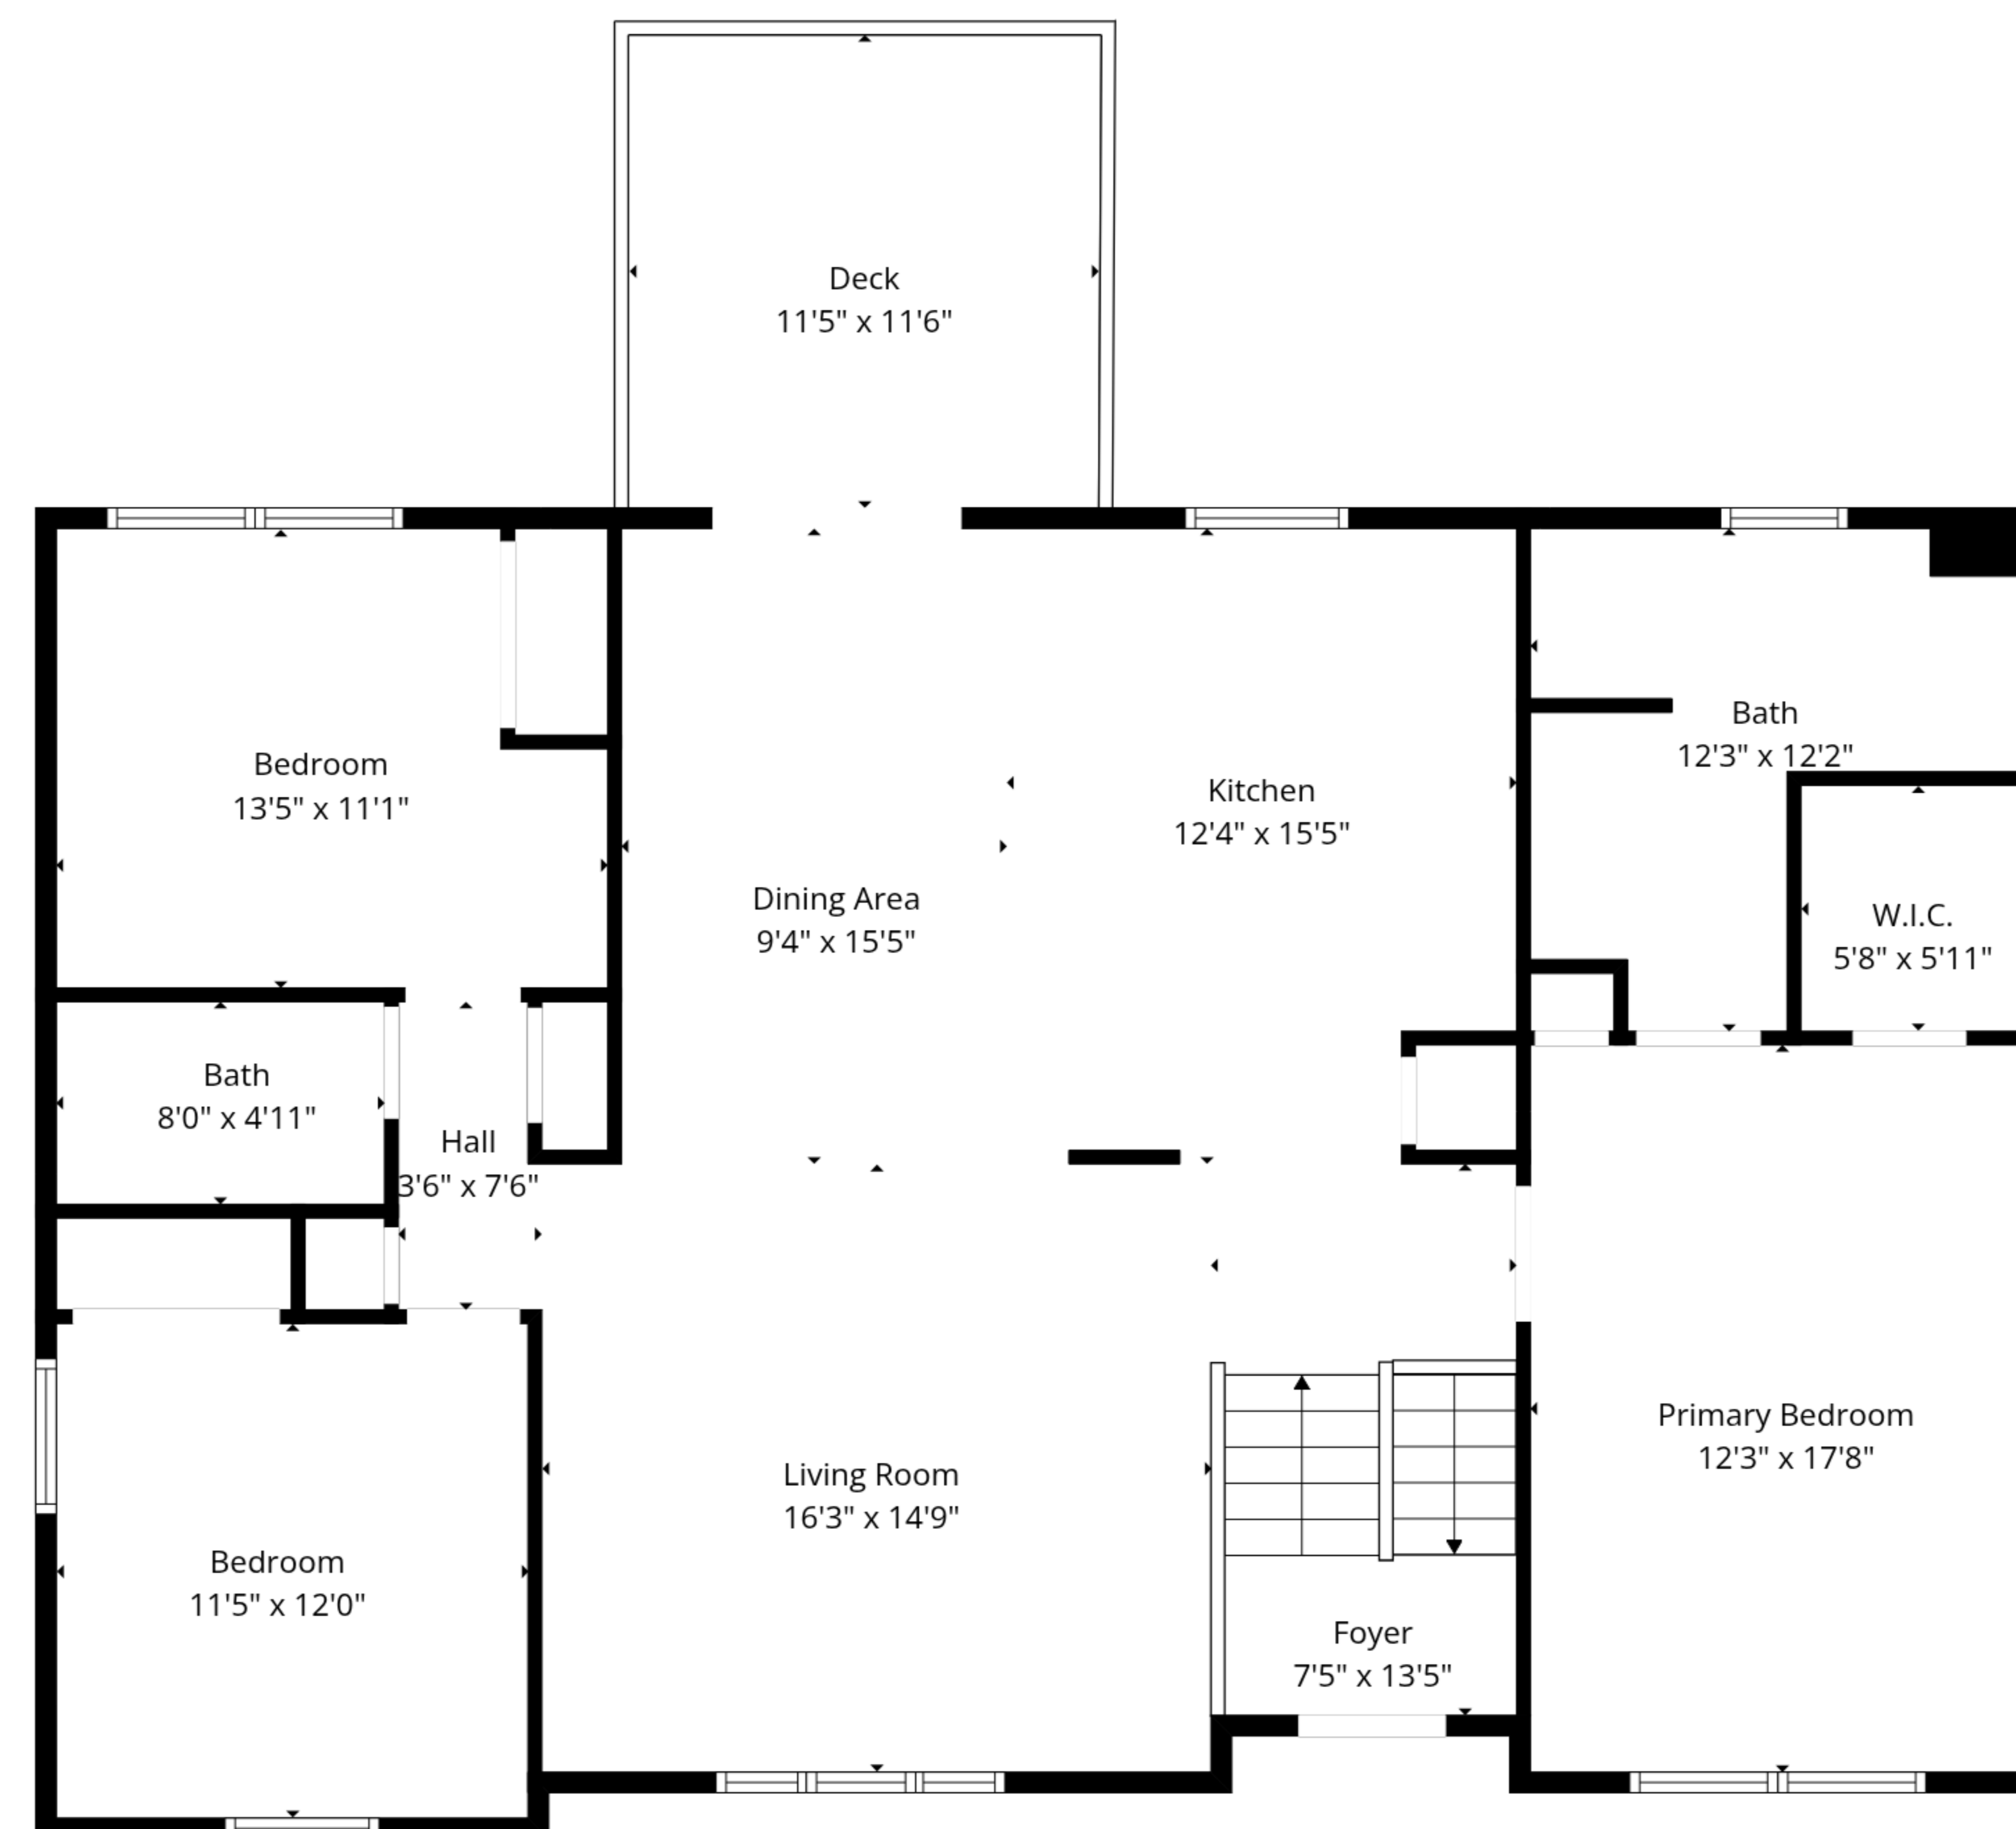 Deck
11'5" x 11'6"
Bedroom
13'5" x 11'1"
Kitchen
12'4" x 15'5"
Bath
12'3" x 12'2"
Dining Area
9'4" x 15'5"
W.I.C.
5'8" x 5'11"
Bath
8'0" x 4'11"
Hall
3'6" x 7'6"
Primary Bedroom
12'3" x 17'8"
Living Room
16'3" x 14'9"
Bedroom
11'5" x 12'0"
Foyer
7'5" x 13'5"